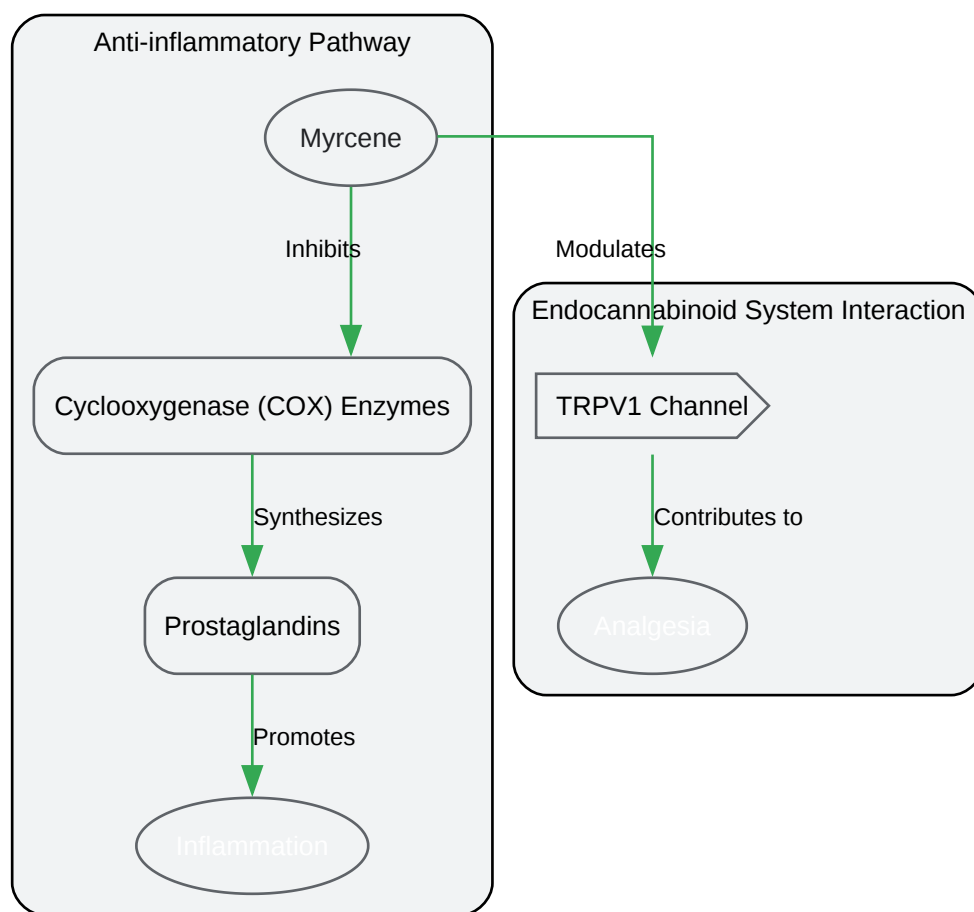 Anti-inflammatory Pathway
Myrcene
Inhibits
Modulates
Endocannabinoid System Interaction
Cyclooxygenase (COX) Enzymes
TRPV1 Channel
Synthesizes
Contributes to
Prostaglandins
Analgesia
Promotes
Inflammation